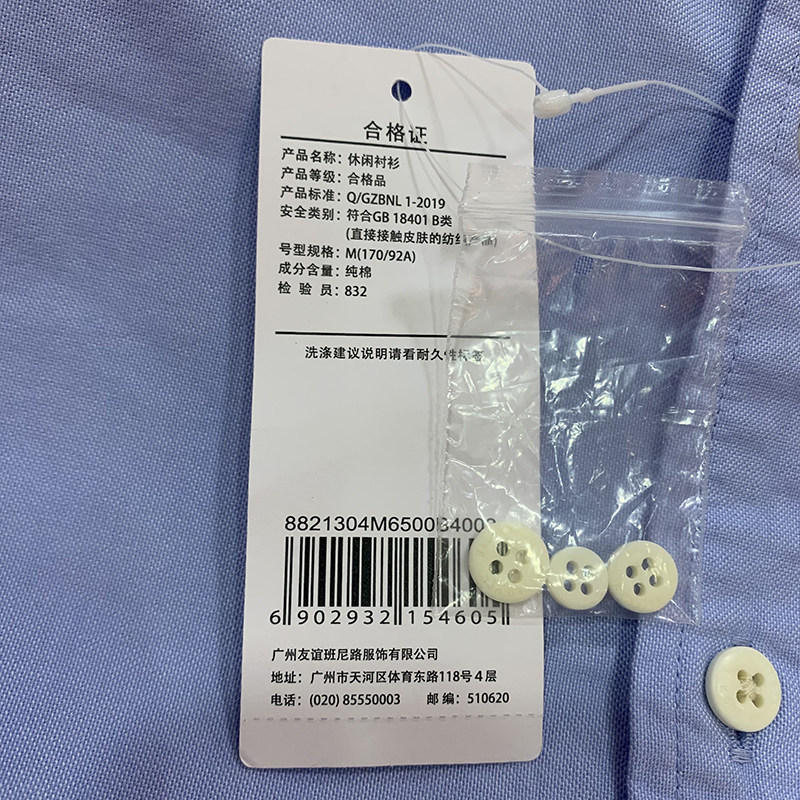 合格证
产品名称：休闲衬衫
产品等级：合格品
产品标准：Q/GZBNL 1-2019
安全类别：符合GB 18401 B类
(直接接触皮肤的纺织产品)
号型规格：M(170/92A)
成分含量：纯棉
检 验 员：832
洗涤建议说明请看耐久性标签
8821304M6500B400
6 902932 154605
广州友谊班尼路服饰有限公司
地址：广州市天河区体育东路118号4层
电话：(020) 85550003 邮 编：510620